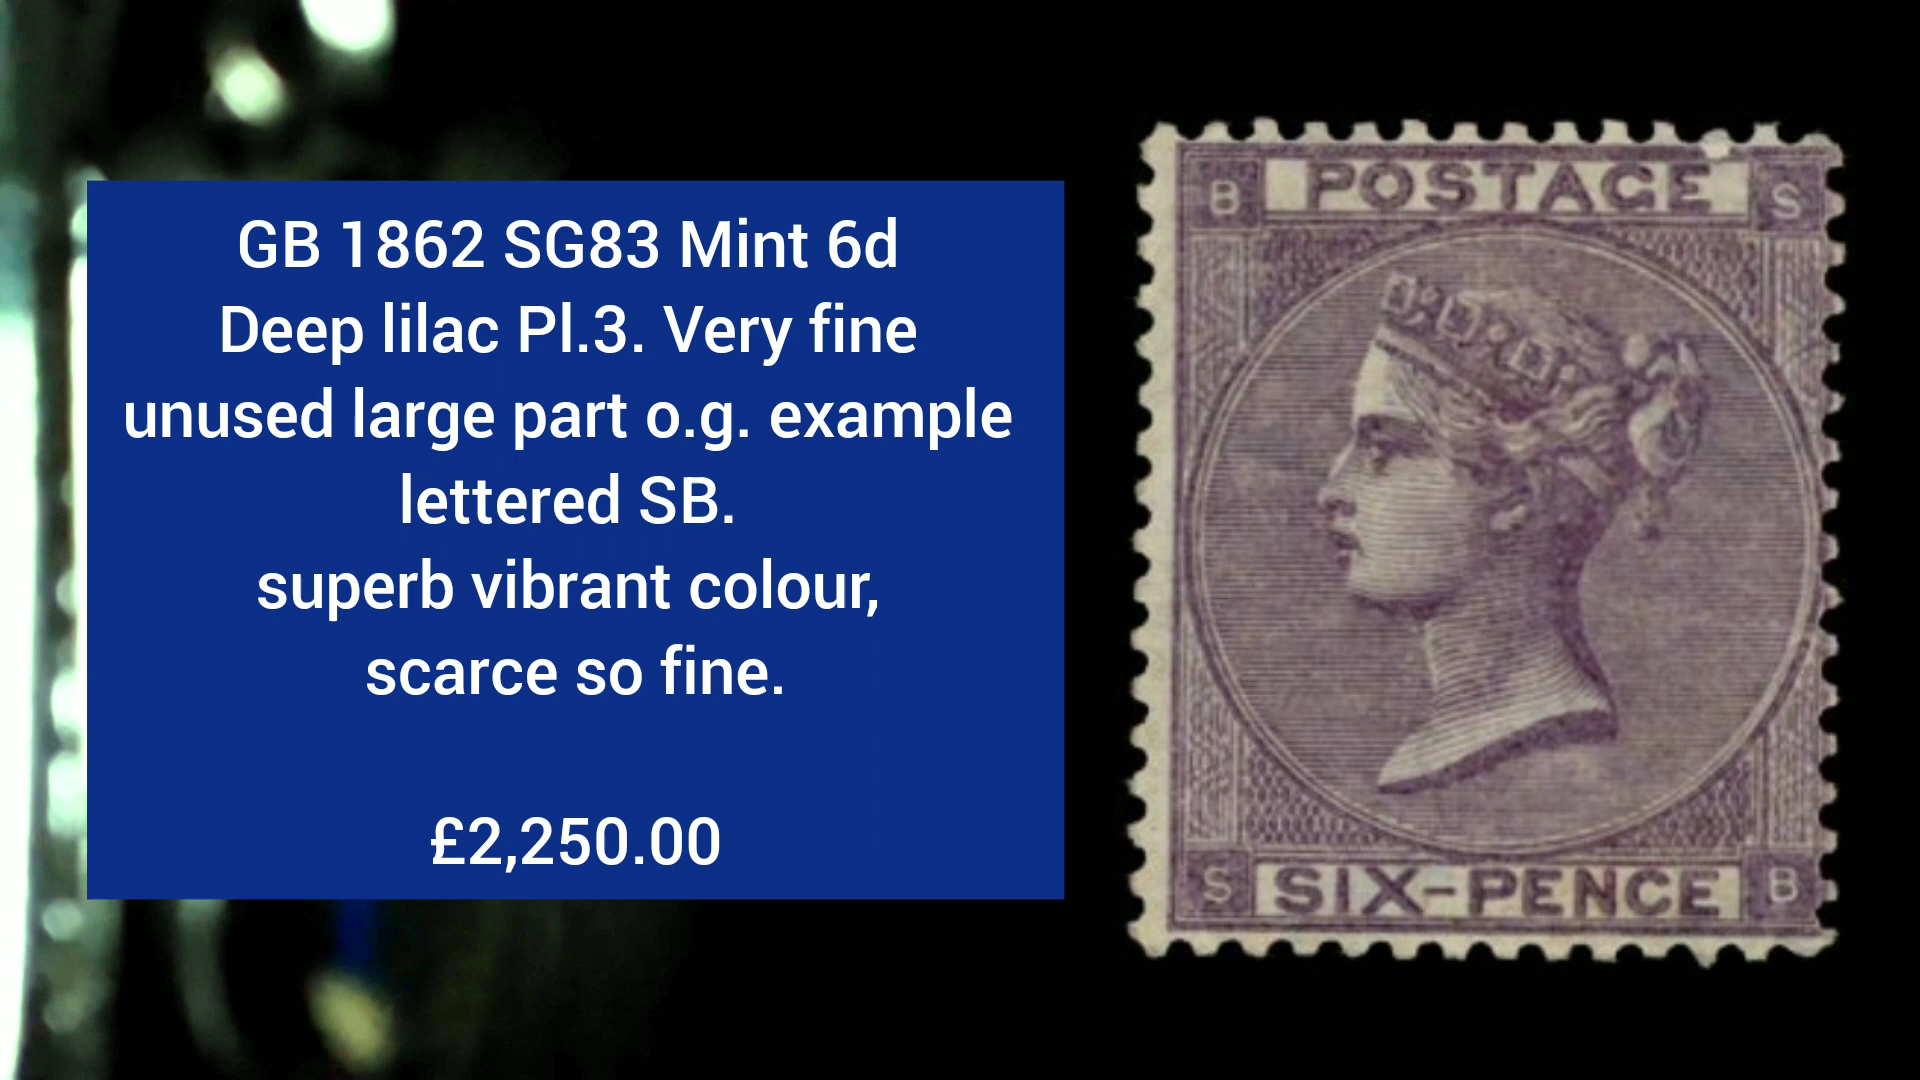 GB 1862 SG83 Mint 6d
Deep lilac Pl.3. Very fine
unused large part o.g. example
lettered SB.
superb vibrant colour,
scarce so fine.
£2,250.00
B POSTAGE S
S SIX-PENCE B